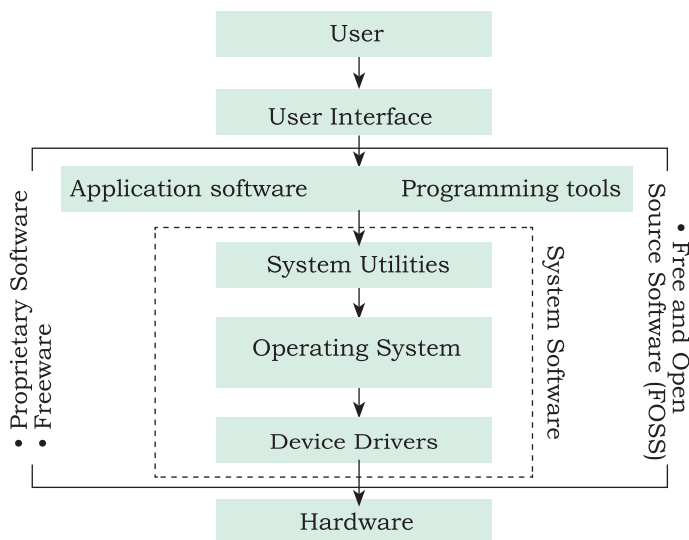 User
User Interface
Application software
Programming tools
System Utilities
Operating System
Device Drivers
System Software
• Proprietary Software
• Freeware
• Free and Open
Source Software (FOSS)
Hardware